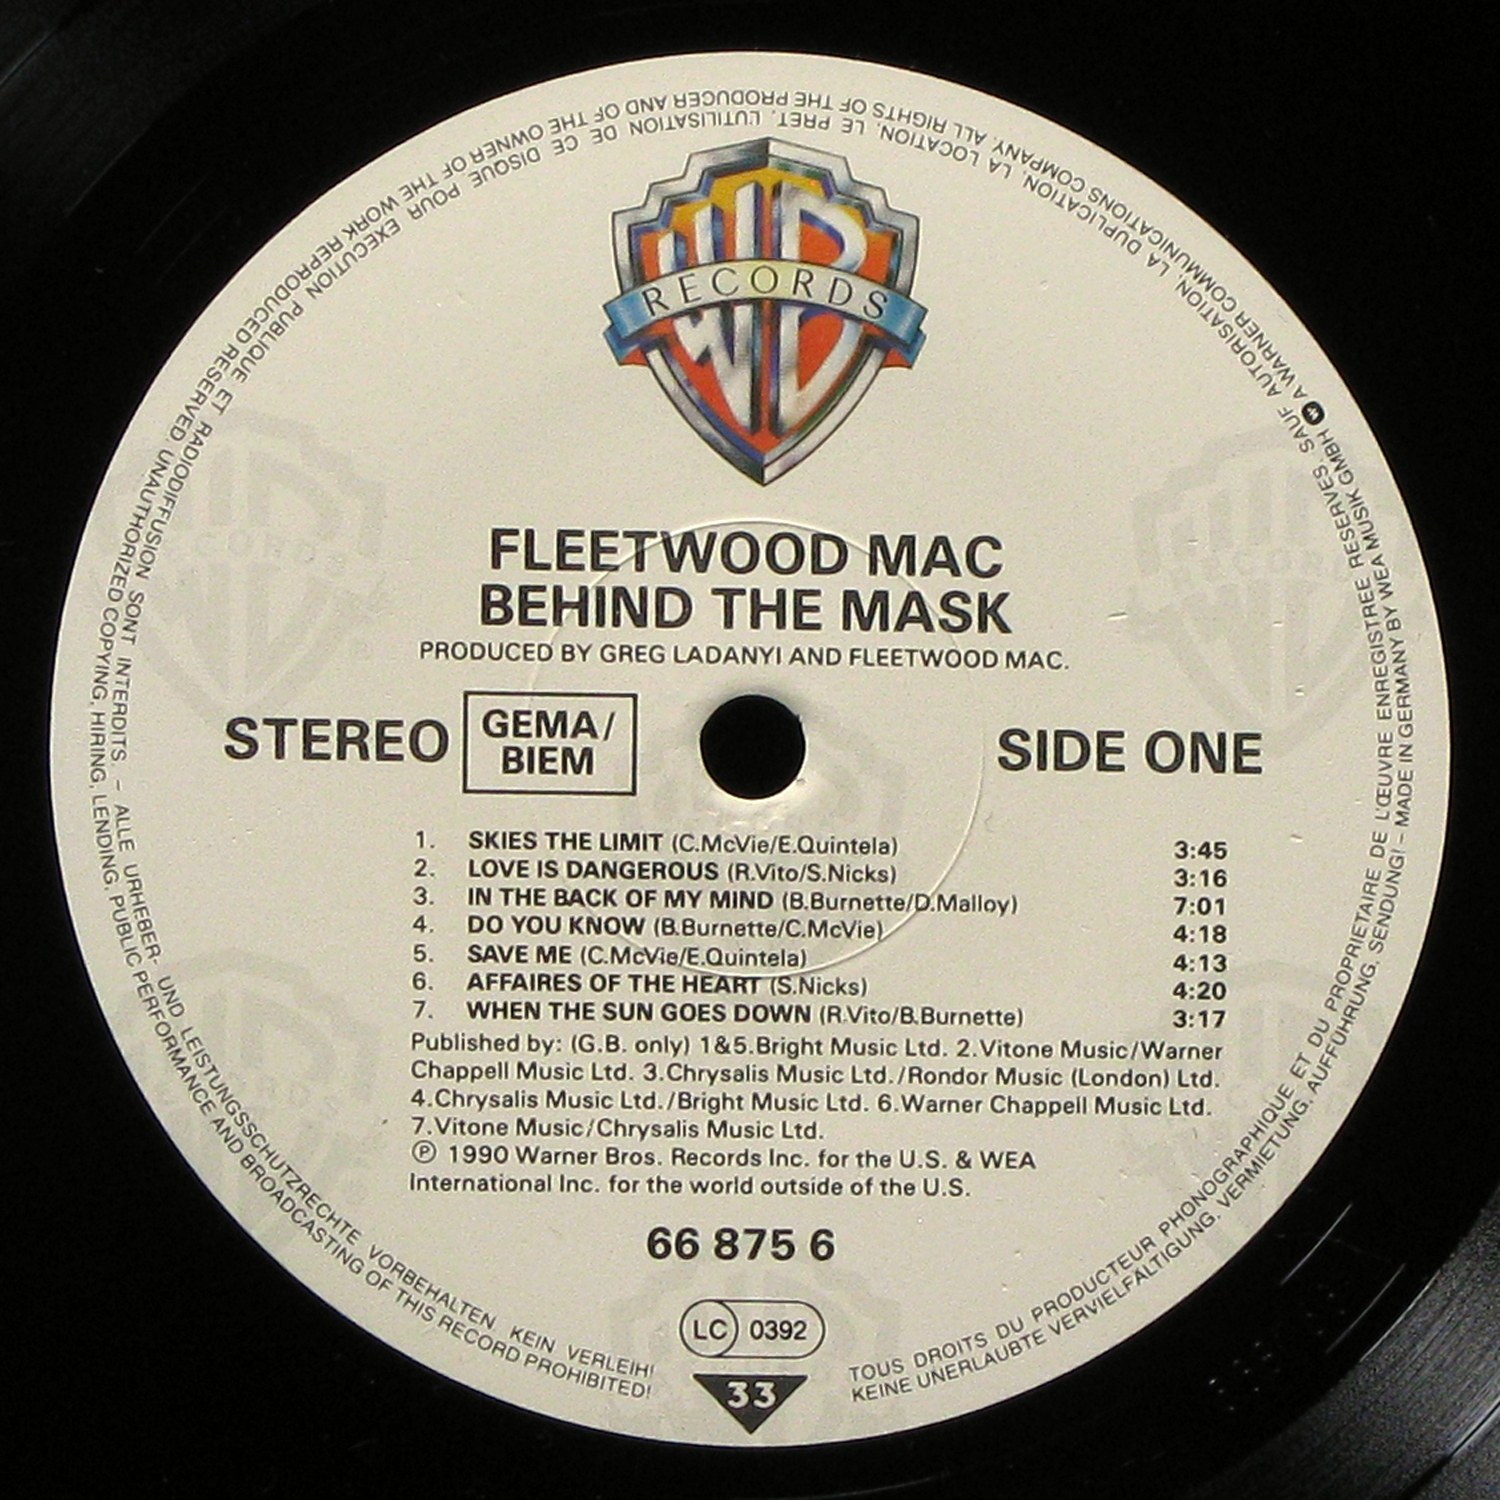 WB
RECORDS
FLEETWOOD MAC
BEHIND THE MASK
PRODUCED BY GREG LADANYI AND FLEETWOOD MAC.
STEREO
GEMA/
BIEM
SIDE ONE
1. SKIES THE LIMIT (C.McVie/E.Quintela) 3:45
2. LOVE IS DANGEROUS (R.Vito/S.Nicks) 3:16
3. IN THE BACK OF MY MIND (B.Burnette/D.Malloy) 7:01
4. DO YOU KNOW (B.Burnette/C.McVie) 4:18
5. SAVE ME (C.McVie/E.Quintela) 4:13
6. AFFAIRES OF THE HEART (S.Nicks) 4:20
7. WHEN THE SUN GOES DOWN (R.Vito/B.Burnette) 3:17
Published by: (G.B. only) 1&5.Bright Music Ltd. 2.Vitone Music/Warner
Chappell Music Ltd. 3.Chrysalis Music Ltd./Rondor Music (London) Ltd.
4.Chrysalis Music Ltd./Bright Music Ltd. 6.Warner Chappell Music Ltd.
7.Vitone Music/Chrysalis Music Ltd.
℗ 1990 Warner Bros. Records Inc. for the U.S. & WEA
International Inc. for the world outside of the U.S.
66 875 6
LC 0392
33
TOUS DROITS DU PRODUCTEUR PHONOGRAPHIQUE ET DU PROPRIETAIRE DE L'ŒUVRE ENREGISTREE RESERVES. SAUF AUTORISATION, LA DUPLICATION, LA LOCATION, LE PRET, L'UTILISATION DE CE DISQUE POUR EXECUTION PUBLIQUE ET RADIODIFFUSION SONT INTERDITS. – ALLE URHEBER- UND LEISTUNGSSCHUTZRECHTE VORBEHALTEN KEIN VERLEIH!
KEINE UNERLAUBTE VERVIELFÄLTIGUNG, VERMIETUNG, AUFFÜHRUNG, SENDUNG! – MADE IN GERMANY BY WEA MUSIK GMBH A WARNER COMMUNICATIONS COMPANY. ALL RIGHTS OF THE PRODUCER AND OF THE OWNER OF THE WORK REPRODUCED RESERVED. UNAUTHORIZED COPYING, HIRING, LENDING, PUBLIC PERFORMANCE AND BROADCASTING OF THIS RECORD PROHIBITED!